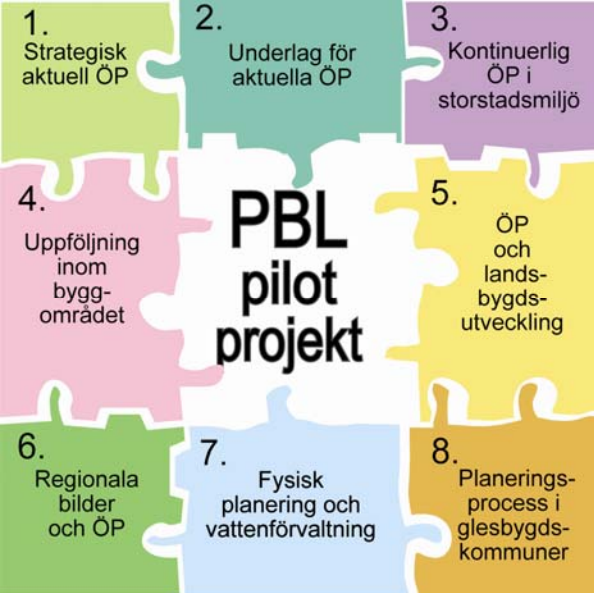 1.
Strategisk
aktuell ÖP
2.
Underlag för
aktuella ÖP
3.
Kontinuerlig
ÖP i
storstadsmiljö
4.
Uppföljning
inom
bygg-
området
PBL
pilot
projekt
5.
ÖP
och
lands-
bygds-
utveckling
6.
Regionala
bilder
och ÖP
7.
Fysisk
planering och
vattenförvaltning
8.
Planerings-
process i
glesbygds-
kommuner